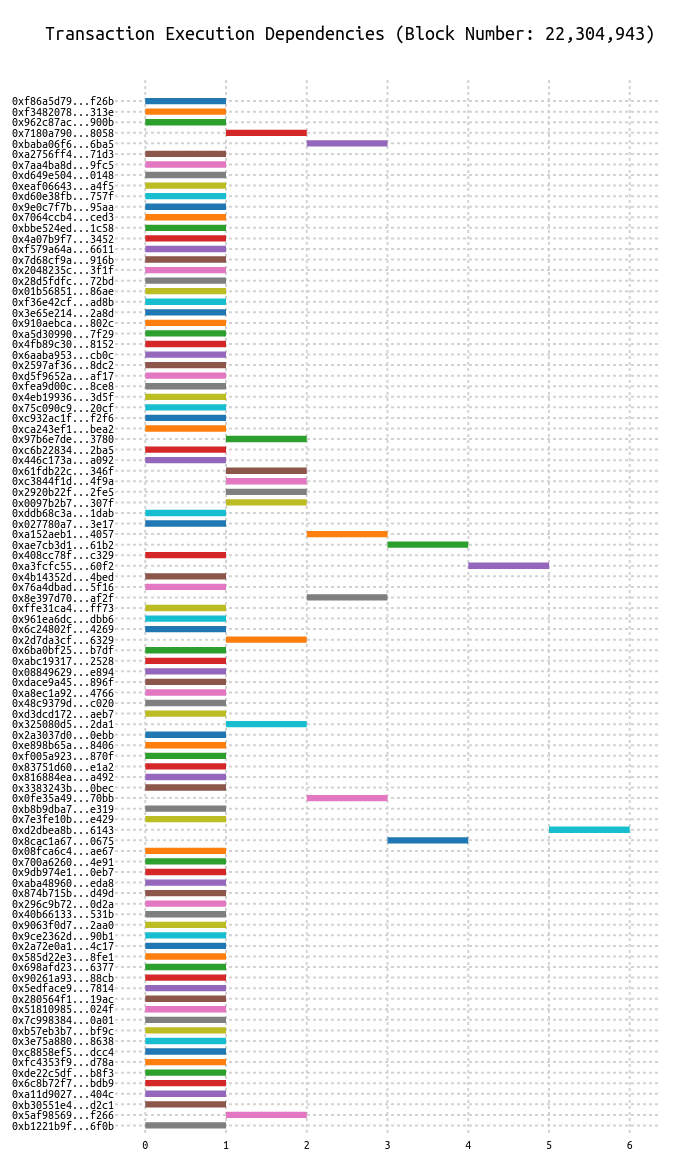 Transaction Execution Dependencies (Block Number: 22,304,943)
0xf86a5d79...f26b
0xf3482078...313e
0x962c87ac...900b
0x7180a790...8058
0xbaba06f6...6ba5
0xa2756ff4...71d3
0x7aa4ba8d...9fc5
0xd649e504...0148
0xeaf06643...a4f5
0xd60e38fb...757f
0x9e0c7f7b...95aa
0x7064ccb4...ced3
0xbbe524ed...1c58
0x4a07b9f7...3452
0xf579a64a...6611
0x7d68cf9a...916b
0x2048235c...3f1f
0x28d5fdfc...72bd
0x01b56851...86ae
0xf36e42cf...ad8b
0x3e65e214...2a8d
0x910aebca...802c
0xa5d30990...7f29
0x4fb89c30...8152
0x6aaba953...cb0c
0x2597af36...8dc2
0xd5f9652a...af17
0xfea9d00c...8ce8
0x4eb19936...3d5f
0x75c090c9...20cf
0xc932ac1f...f2f6
0xca243ef1...bea2
0x97b6e7de...3780
0xc6b22834...2ba5
0x446c173a...a092
0x61fdb22c...346f
0xc3844f1d...4f9a
0x2920b22f...2fe5
0x0097b2b7...307f
0xddb68c3a...1dab
0x027780a7...3e17
0xa152aeb1...4057
0xae7cb3d1...61b2
0x408cc78f...c329
0xa3fcfc55...60f2
0x4b14352d...4bed
0x76a4dbad...5f16
0x8e397d70...af2f
0xffe31ca4...ff73
0x961ea6dc...dbb6
0x6c24802f...4269
0x2d7da3cf...6329
0x6ba0bf25...b7df
0xabc19317...2528
0x08849629...e894
0xdace9a45...896f
0xa8ec1a92...4766
0x48c9379d...c020
0xd3dcd172...aeb7
0x325080d5...2da1
0x2a3037d0...0ebb
0xe898b65a...8406
0xf005a923...870f
0x83751d60...e1a2
0x816884ea...a492
0x3383243b...0bec
0x0fe35a49...70bb
0xb8b9dba7...e319
0x7e3fe10b...e429
0xd2dbea8b...6143
0x8cac1a67...0675
0x08fca6c4...ae67
0x700a6260...4e91
0x9db974e1...0eb7
0xaba48960...eda8
0x874b715b...d49d
0x296c9b72...0d2a
0x40b66133...531b
0x9063f0d7...2aa0
0x9ce2362d...90b1
0x2a72e0a1...4c17
0x585d22e3...8fe1
0x698afd23...6377
0x90261a93...88cb
0x5edface9...7814
0x280564f1...19ac
0x51810985...024f
0x7c998384...0a01
0xb57eb3b7...bf9c
0x3e75a880...8638
0xc8858ef5...dcc4
0xfc4353f9...d78a
0xde22c5df...b8f3
0x6c8b72f7...bdb9
0xa11d9027...404c
0xb30551e4...d2c1
0x5af98569...f266
0xb1221b9f...6f0b
0 1 2 3 4 5 6